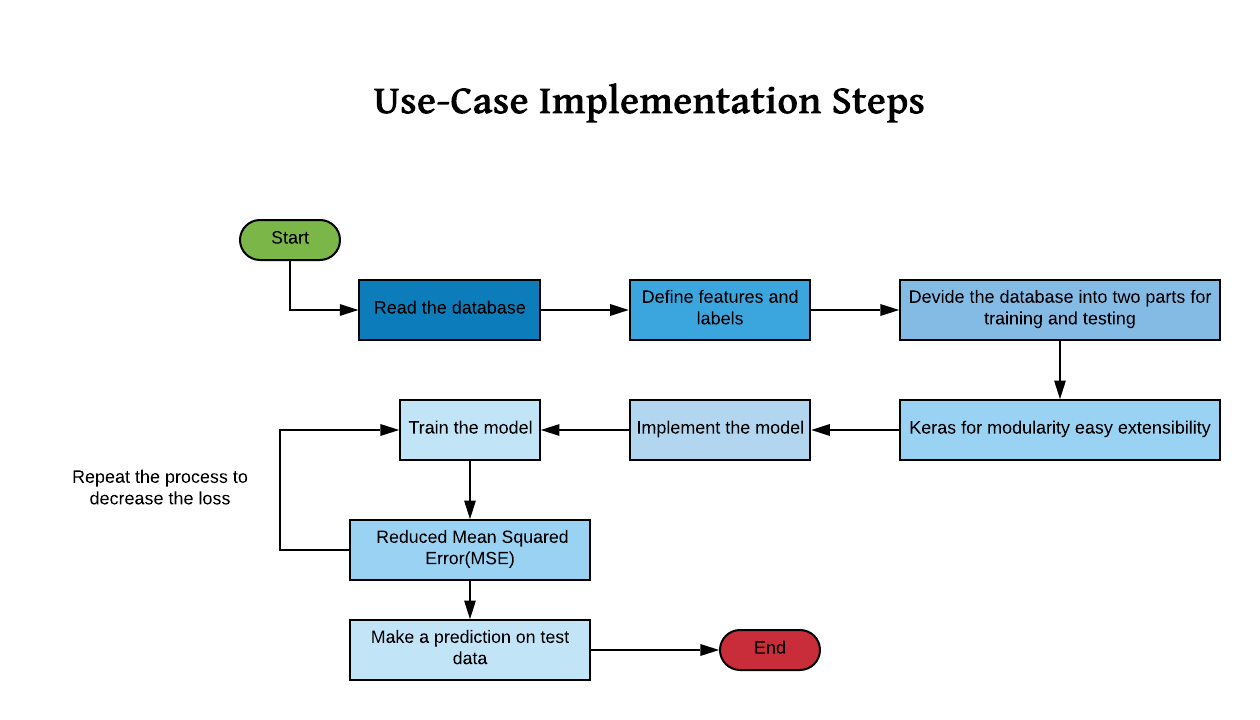 Use-Case Implementation Steps
Start
Read the database
Define features and
labels
Devide the database into two parts for
training and testing
Keras for modularity easy extensibility
Implement the model
Train the model
Repeat the process to
decrease the loss
Reduced Mean Squared
Error(MSE)
Make a prediction on test
data
End